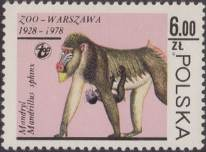 ZOO-WARSZAWA
1928-1978
6.00
ZŁ
POLSKA
Mandryl
Mandrillus sphinx